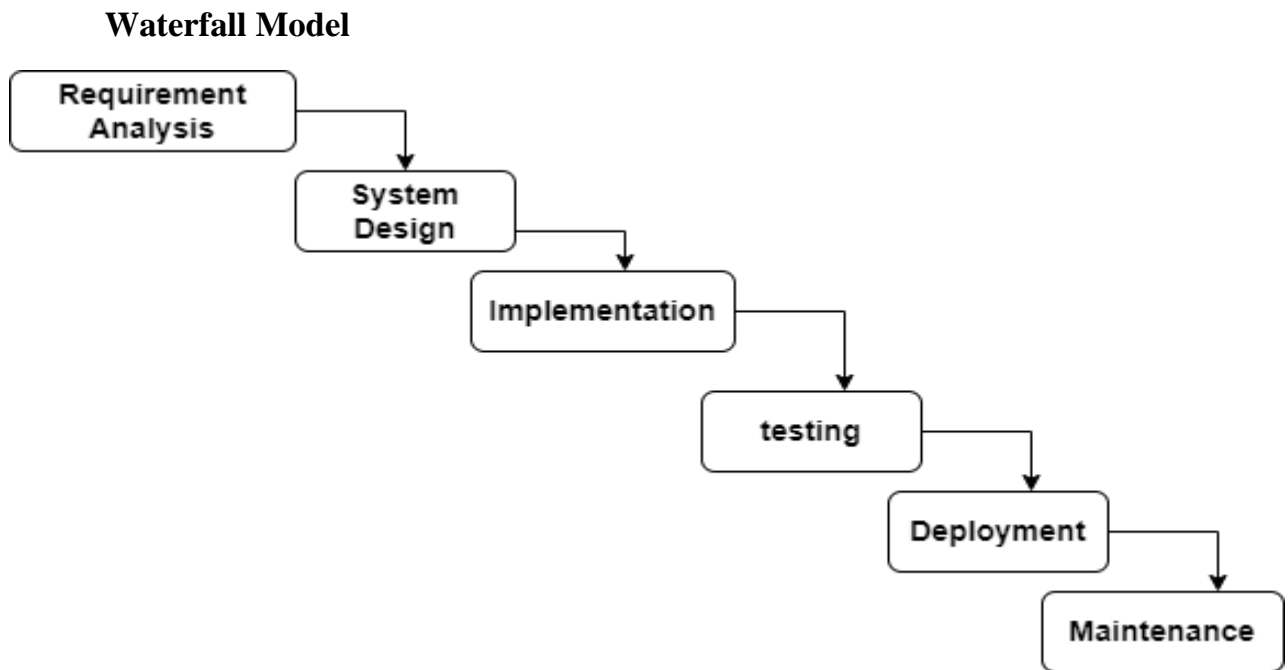 Waterfall Model
Requirement
Analysis
System
Design
Implementation
testing
Deployment
Maintenance